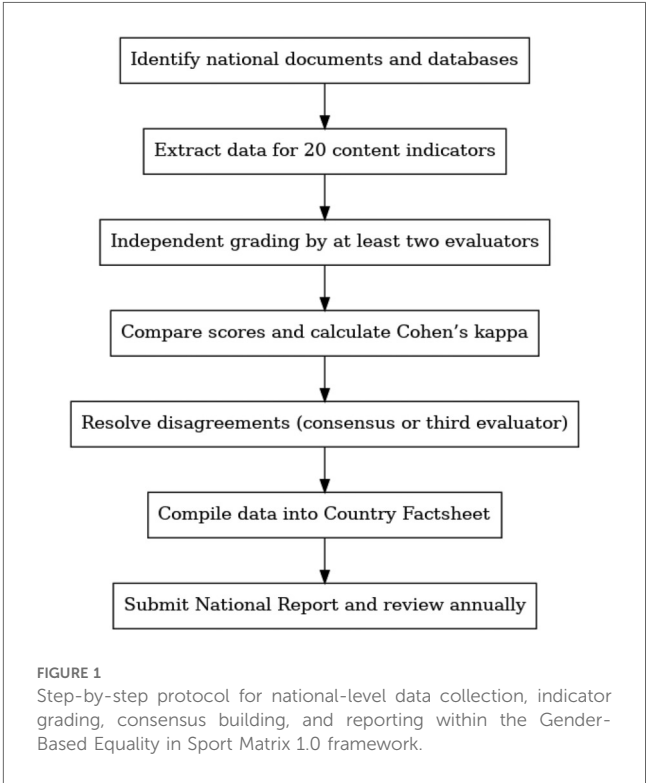 Identify national documents and databases
Extract data for 20 content indicators
Independent grading by at least two evaluators
Compare scores and calculate Cohen’s kappa
Resolve disagreements (consensus or third evaluator)
Compile data into Country Factsheet
Submit National Report and review annually
FIGURE 1
Step-by-step protocol for national-level data collection, indicator
grading, consensus building, and reporting within the Gender-
Based Equality in Sport Matrix 1.0 framework.